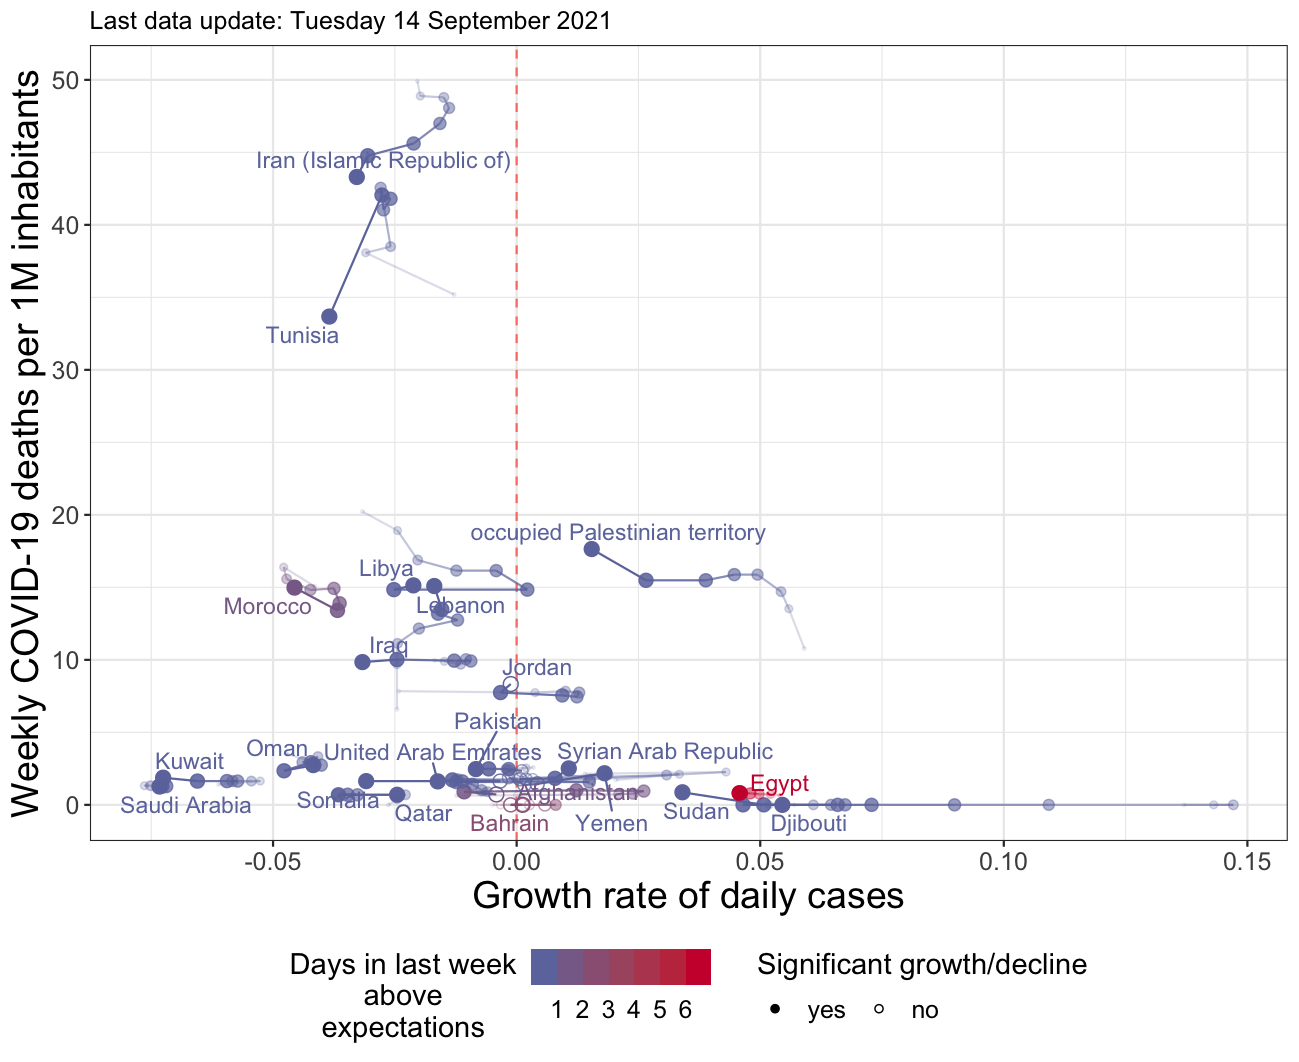 Last data update: Tuesday 14 September 2021
Weekly COVID-19 deaths per 1M inhabitants
50
40
30
20
10
0
Iran (Islamic Republic of)
Tunisia
occupied Palestinian territory
Libya
Morocco
Lebanon
Iraq
Jordan
Pakistan
Oman
United Arab Emirates
Syrian Arab Republic
Kuwait
Egypt
Saudi Arabia
Somalia
Afghanistan
Qatar
Sudan
Bahrain
Yemen
Djibouti
-0.05 0.00 0.05 0.10 0.15
Growth rate of daily cases
Days in last week
above
expectations
1 2 3 4 5 6
Significant growth/decline
yes no